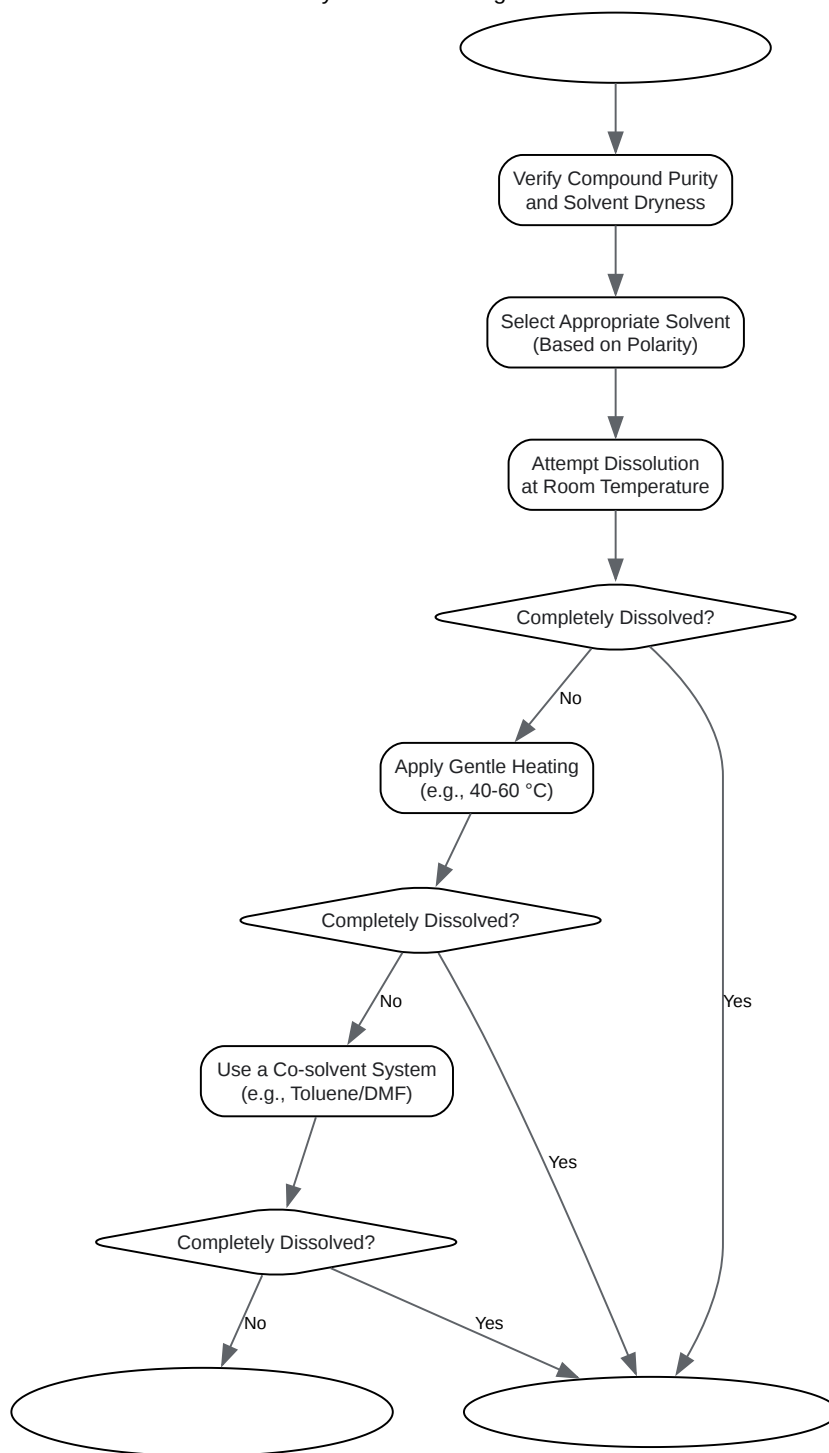 Verify Compound Purity
and Solvent Dryness
Select Appropriate Solvent
(Based on Polarity)
Attempt Dissolution
at Room Temperature
Completely Dissolved?
No
Apply Gentle Heating
(e.g., 40-60 °C)
Completely Dissolved?
Yes
No
Use a Co-solvent System
(e.g., Toluene/DMF)
Yes
Completely Dissolved?
No
Yes